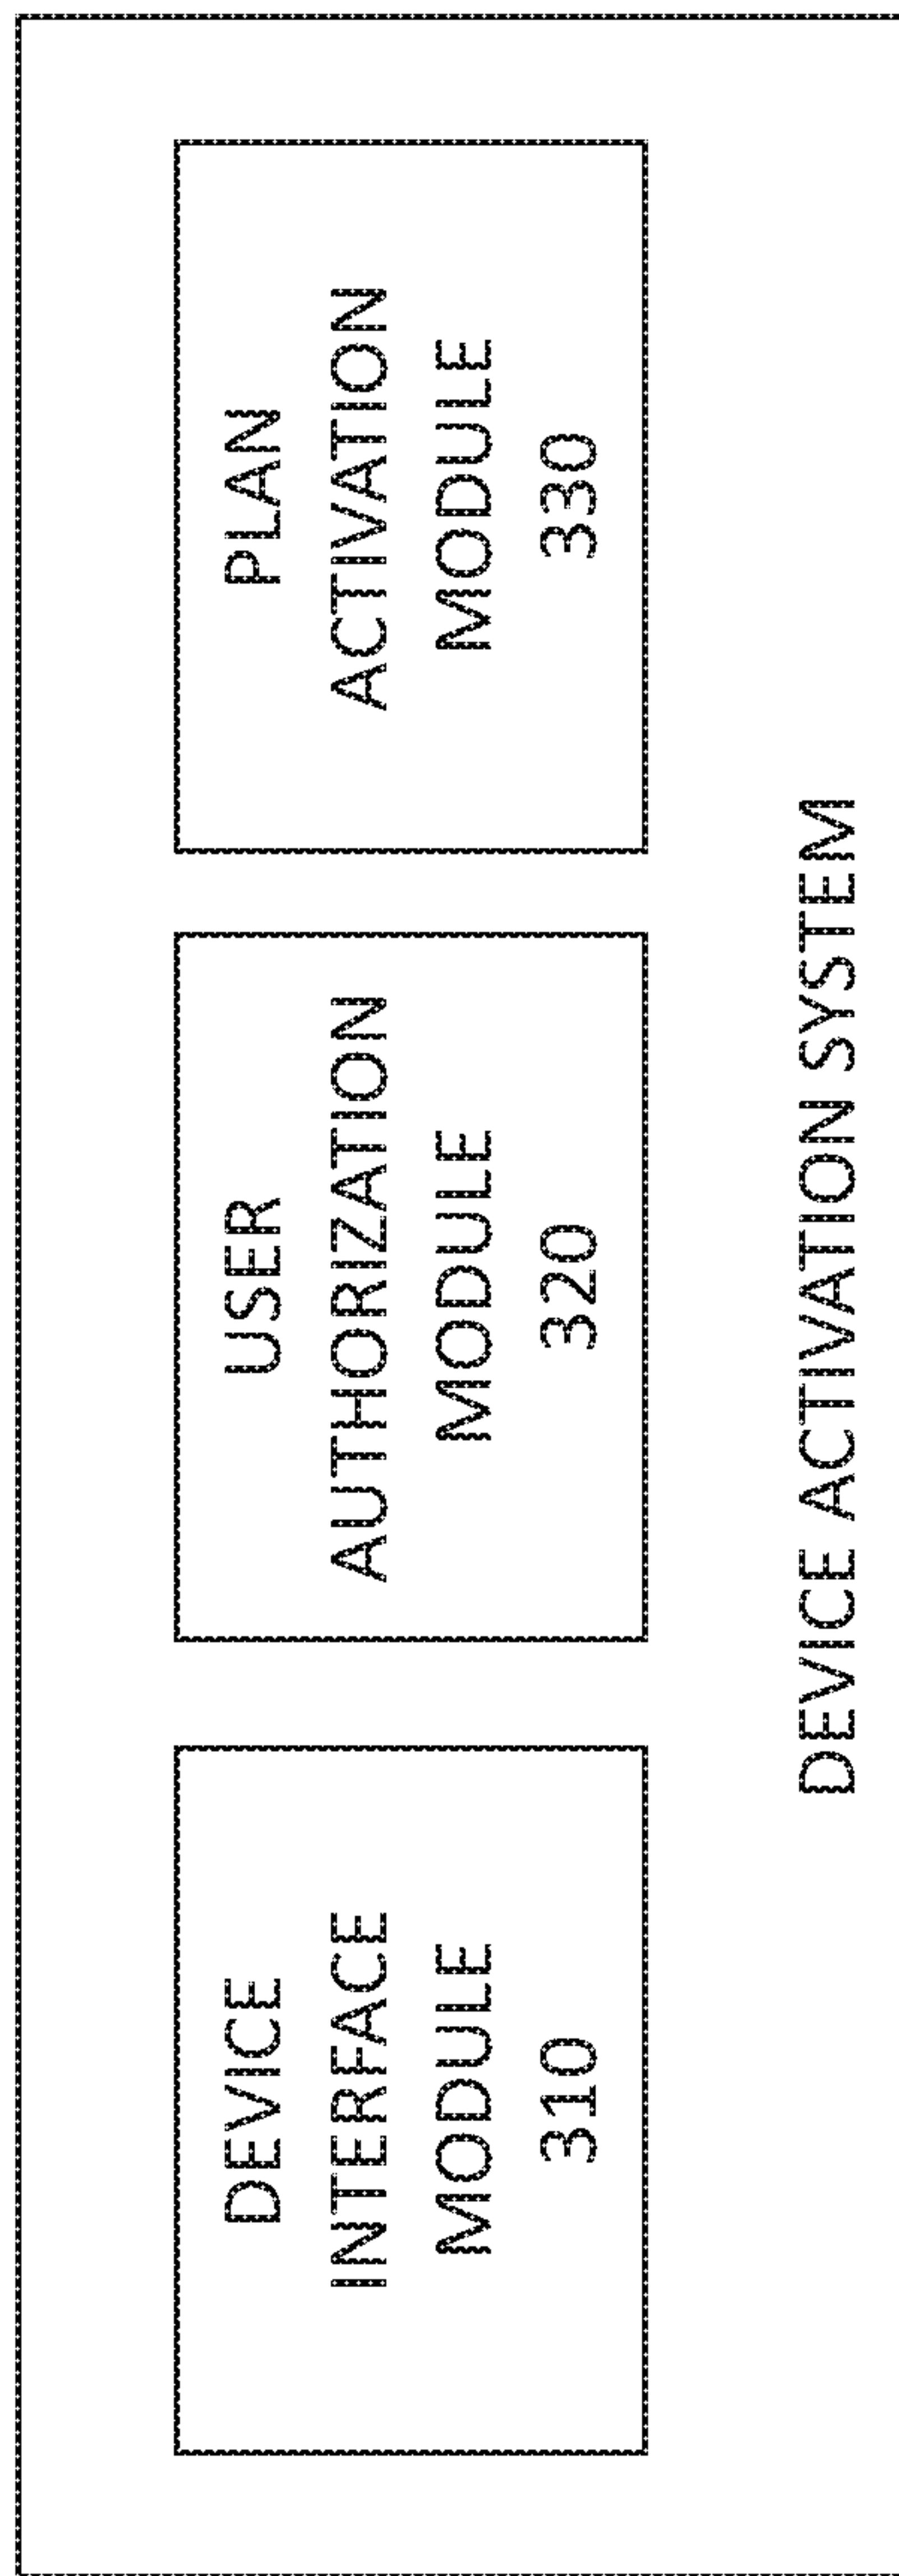 DEVICE
INTERFACE
MODULE
310
USER
AUTHORIZATION
MODULE
320
PLAN
ACTIVATION
MODULE
330
DEVICE ACTIVATION SYSTEM